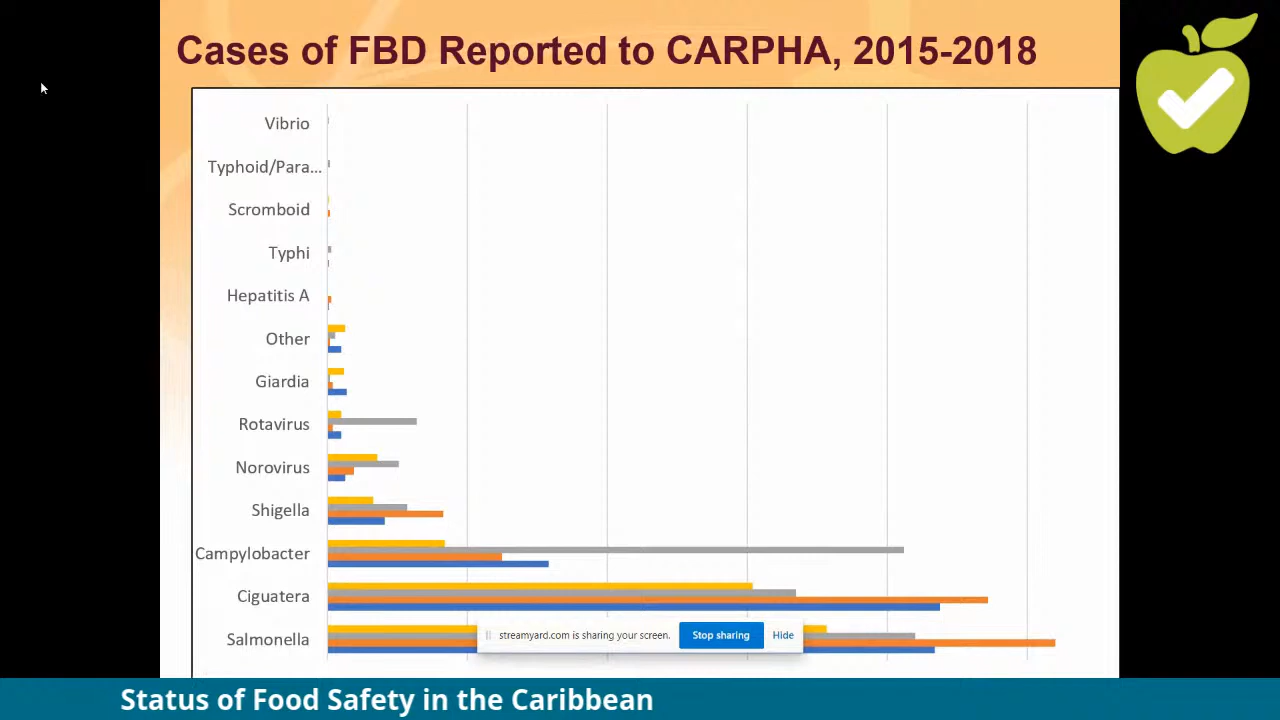 Cases of FBD Reported to CARPHA, 2015-2018
Vibrio
Typhoid/Para...
Scromboid
Typhi
Hepatitis A
Other
Giardia
Rotavirus
Norovirus
Shigella
Campylobacter
Ciguatera
Salmonella
streamyard.com is sharing your screen. Stop sharing Hide
Status of Food Safety in the Caribbean